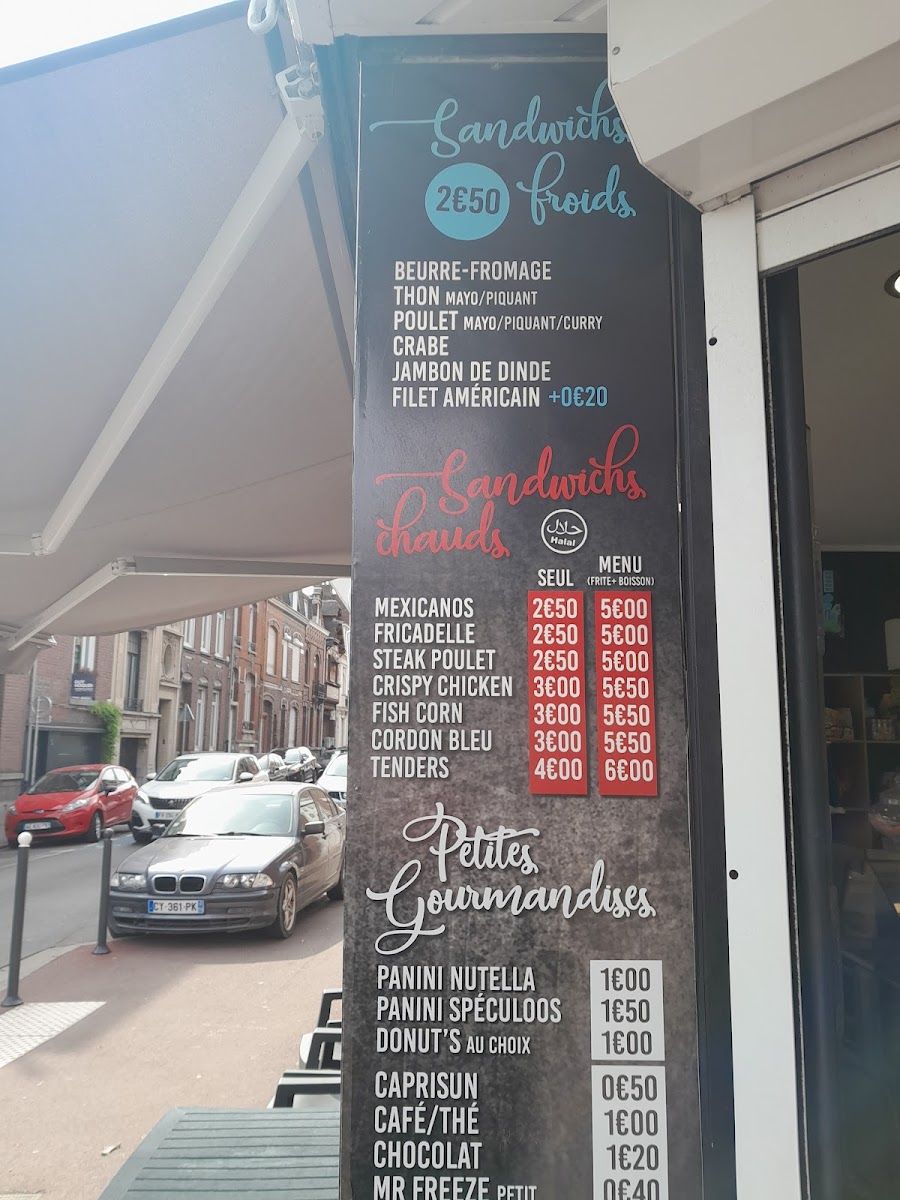 Sandwichs
froids
2€50
BEURRE-FROMAGE
THON MAYO/PIQUANT
POULET MAYO/PIQUANT/CURRY
CRABE
JAMBON DE DINDE
FILET AMÉRICAIN +0€20
Sandwichs
chauds
حلال
Halal
SEUL MENU
(FRITE+ BOISSON)
MEXICANOS 2€50 5€00
FRICADELLE 2€50 5€00
STEAK POULET 2€50 5€00
CRISPY CHICKEN 3€00 5€50
FISH CORN 3€00 5€50
CORDON BLEU 3€00 5€50
TENDERS 4€00 6€00
Petites
Gourmandises
PANINI NUTELLA 1€00
PANINI SPÉCULOOS 1€50
DONUT'S AU CHOIX 1€00
CAPRISUN 0€50
CAFÉ/THÉ 1€00
CHOCOLAT 1€20
MR FREEZE PETIT 0€40
CY-361-PK
GUY
HOQUET